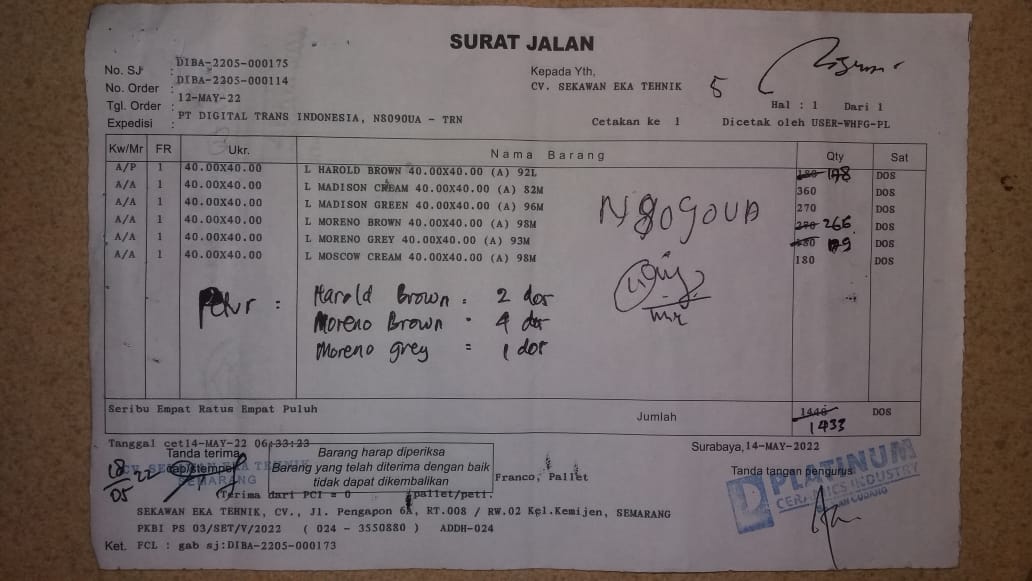 SURAT JALAN
No. SJ : DIBA-2205-000175
No. Order : DIBA-2205-000114
Tgl. Order : 12-MAY-22
Expedisi : PT DIGITAL TRANS INDONESIA, N8090UA - TRN
Kepada Yth,
CV. SEKAWAN EKA TEHNIK
5
Hal : 1 Dari 1
Cetakan ke 1 Dicetak oleh USER-WHFG-PL
Kw/Mr FR Ukr. Nama Barang Qty Sat
A/P 1 40.00X40.00 L HAROLD BROWN 40.00X40.00 (A) 92L 180 178 DOS
A/A 1 40.00X40.00 L MADISON CREAM 40.00X40.00 (A) 82M 360 DOS
A/A 1 40.00X40.00 L MADISON GREEN 40.00X40.00 (A) 96M 270 DOS
A/A 1 40.00X40.00 L MORENO BROWN 40.00X40.00 (A) 98M 270 266 DOS
A/A 1 40.00X40.00 L MORENO GREY 40.00X40.00 (A) 93M 180 179 DOS
A/A 1 40.00X40.00 L MOSCOW CREAM 40.00X40.00 (A) 98M 180 DOS
: Harold Brown = 2 dor
Moreno Brown = 4 dor
Moreno grey = 1 dor
Seribu Empat Ratus Empat Puluh
Jumlah 1440 DOS
1433
Tanggal cet14-MAY-22 06:33:23
Surabaya,14-MAY-2022
Tanda terima
cap/stempel
18/05 22
CV. SEKAWAN EKA TEHNIK
SEMARANG
Barang harap diperiksa
Barang yang telah diterima dengan baik
tidak dapat dikembalikan
Franco, Pallet
Tanda tangan pengurus
PLATINUM
CERAMICS INDUSTRY
(Terima dari PCI = 0 pallet/peti.
SEKAWAN EKA TEHNIK, CV., Jl. Pengapon 6A, RT.008 / RW.02 Kel.Kemijen, SEMARANG
PKBI PS 03/SET/V/2022 ( 024 - 3550880 ) ADDH-024
Ket. FCL : gab sj:DIBA-2205-000173